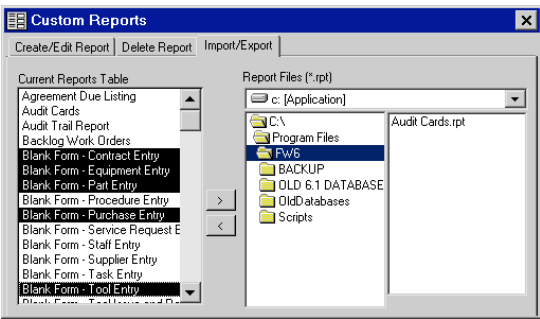 Custom Reports
Create/Edit Report
Delete Report
Import/Export
Current Reports Table
Agreement Due Listing
Audit Cards
Audit Trail Report
Backlog Work Orders
Blank Form - Contract Entry
Blank Form - Equipment Entry
Blank Form - Part Entry
Blank Form - Procedure Entry
Blank Form - Purchase Entry
Blank Form - Service Request E
Blank Form - Staff Entry
Blank Form - Supplier Entry
Blank Form - Task Entry
Blank Form - Tool Entry
>
<
Report Files (*.rpt)
c: [Application]
C:\
Program Files
FW6
BACKUP
OLD 6.1 DATABASE
OldDatabases
Scripts
Audit Cards.rpt